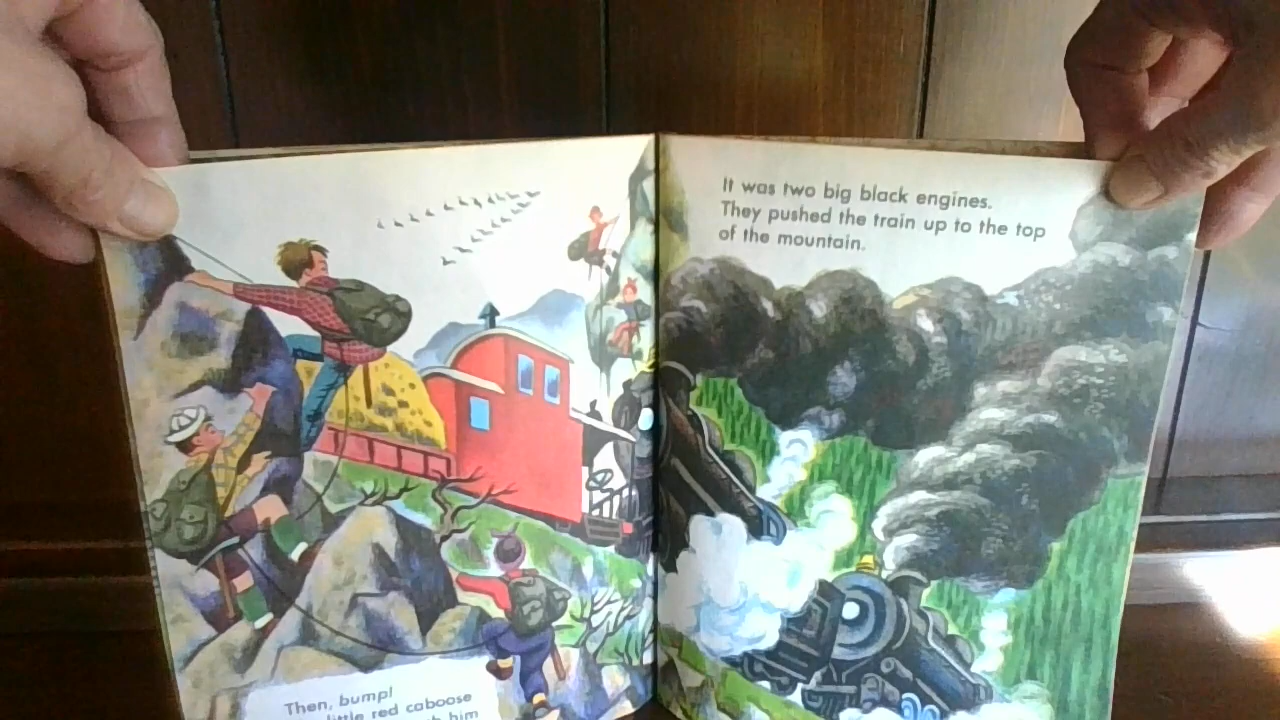 Then, bump!
little red caboose
him
It was two big black engines.
They pushed the train up to the top
of the mountain.